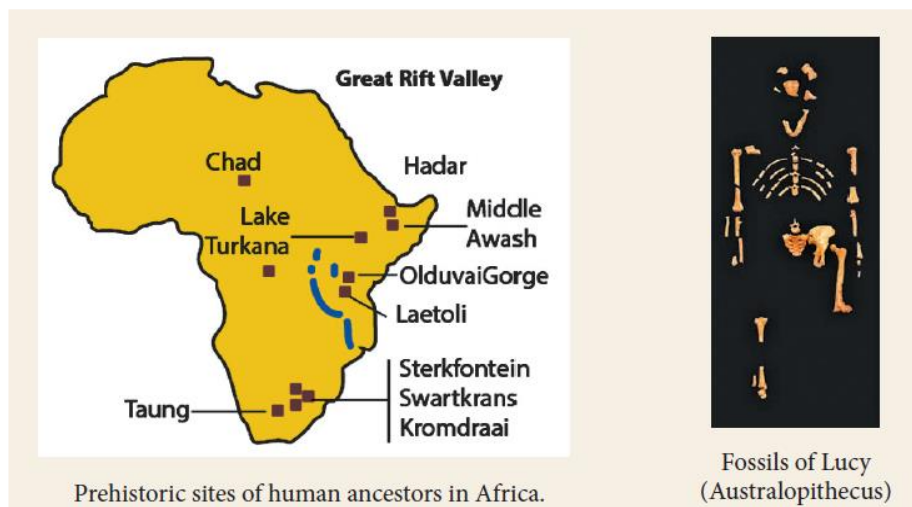 Great Rift Valley
Chad
Hadar
Lake
Turkana
Middle
Awash
OlduvaiGorge
Laetoli
Sterkfontein
Swartkrans
Kromdraai
Taung
Prehistoric sites of human ancestors in Africa.
Fossils of Lucy
(Australopithecus)